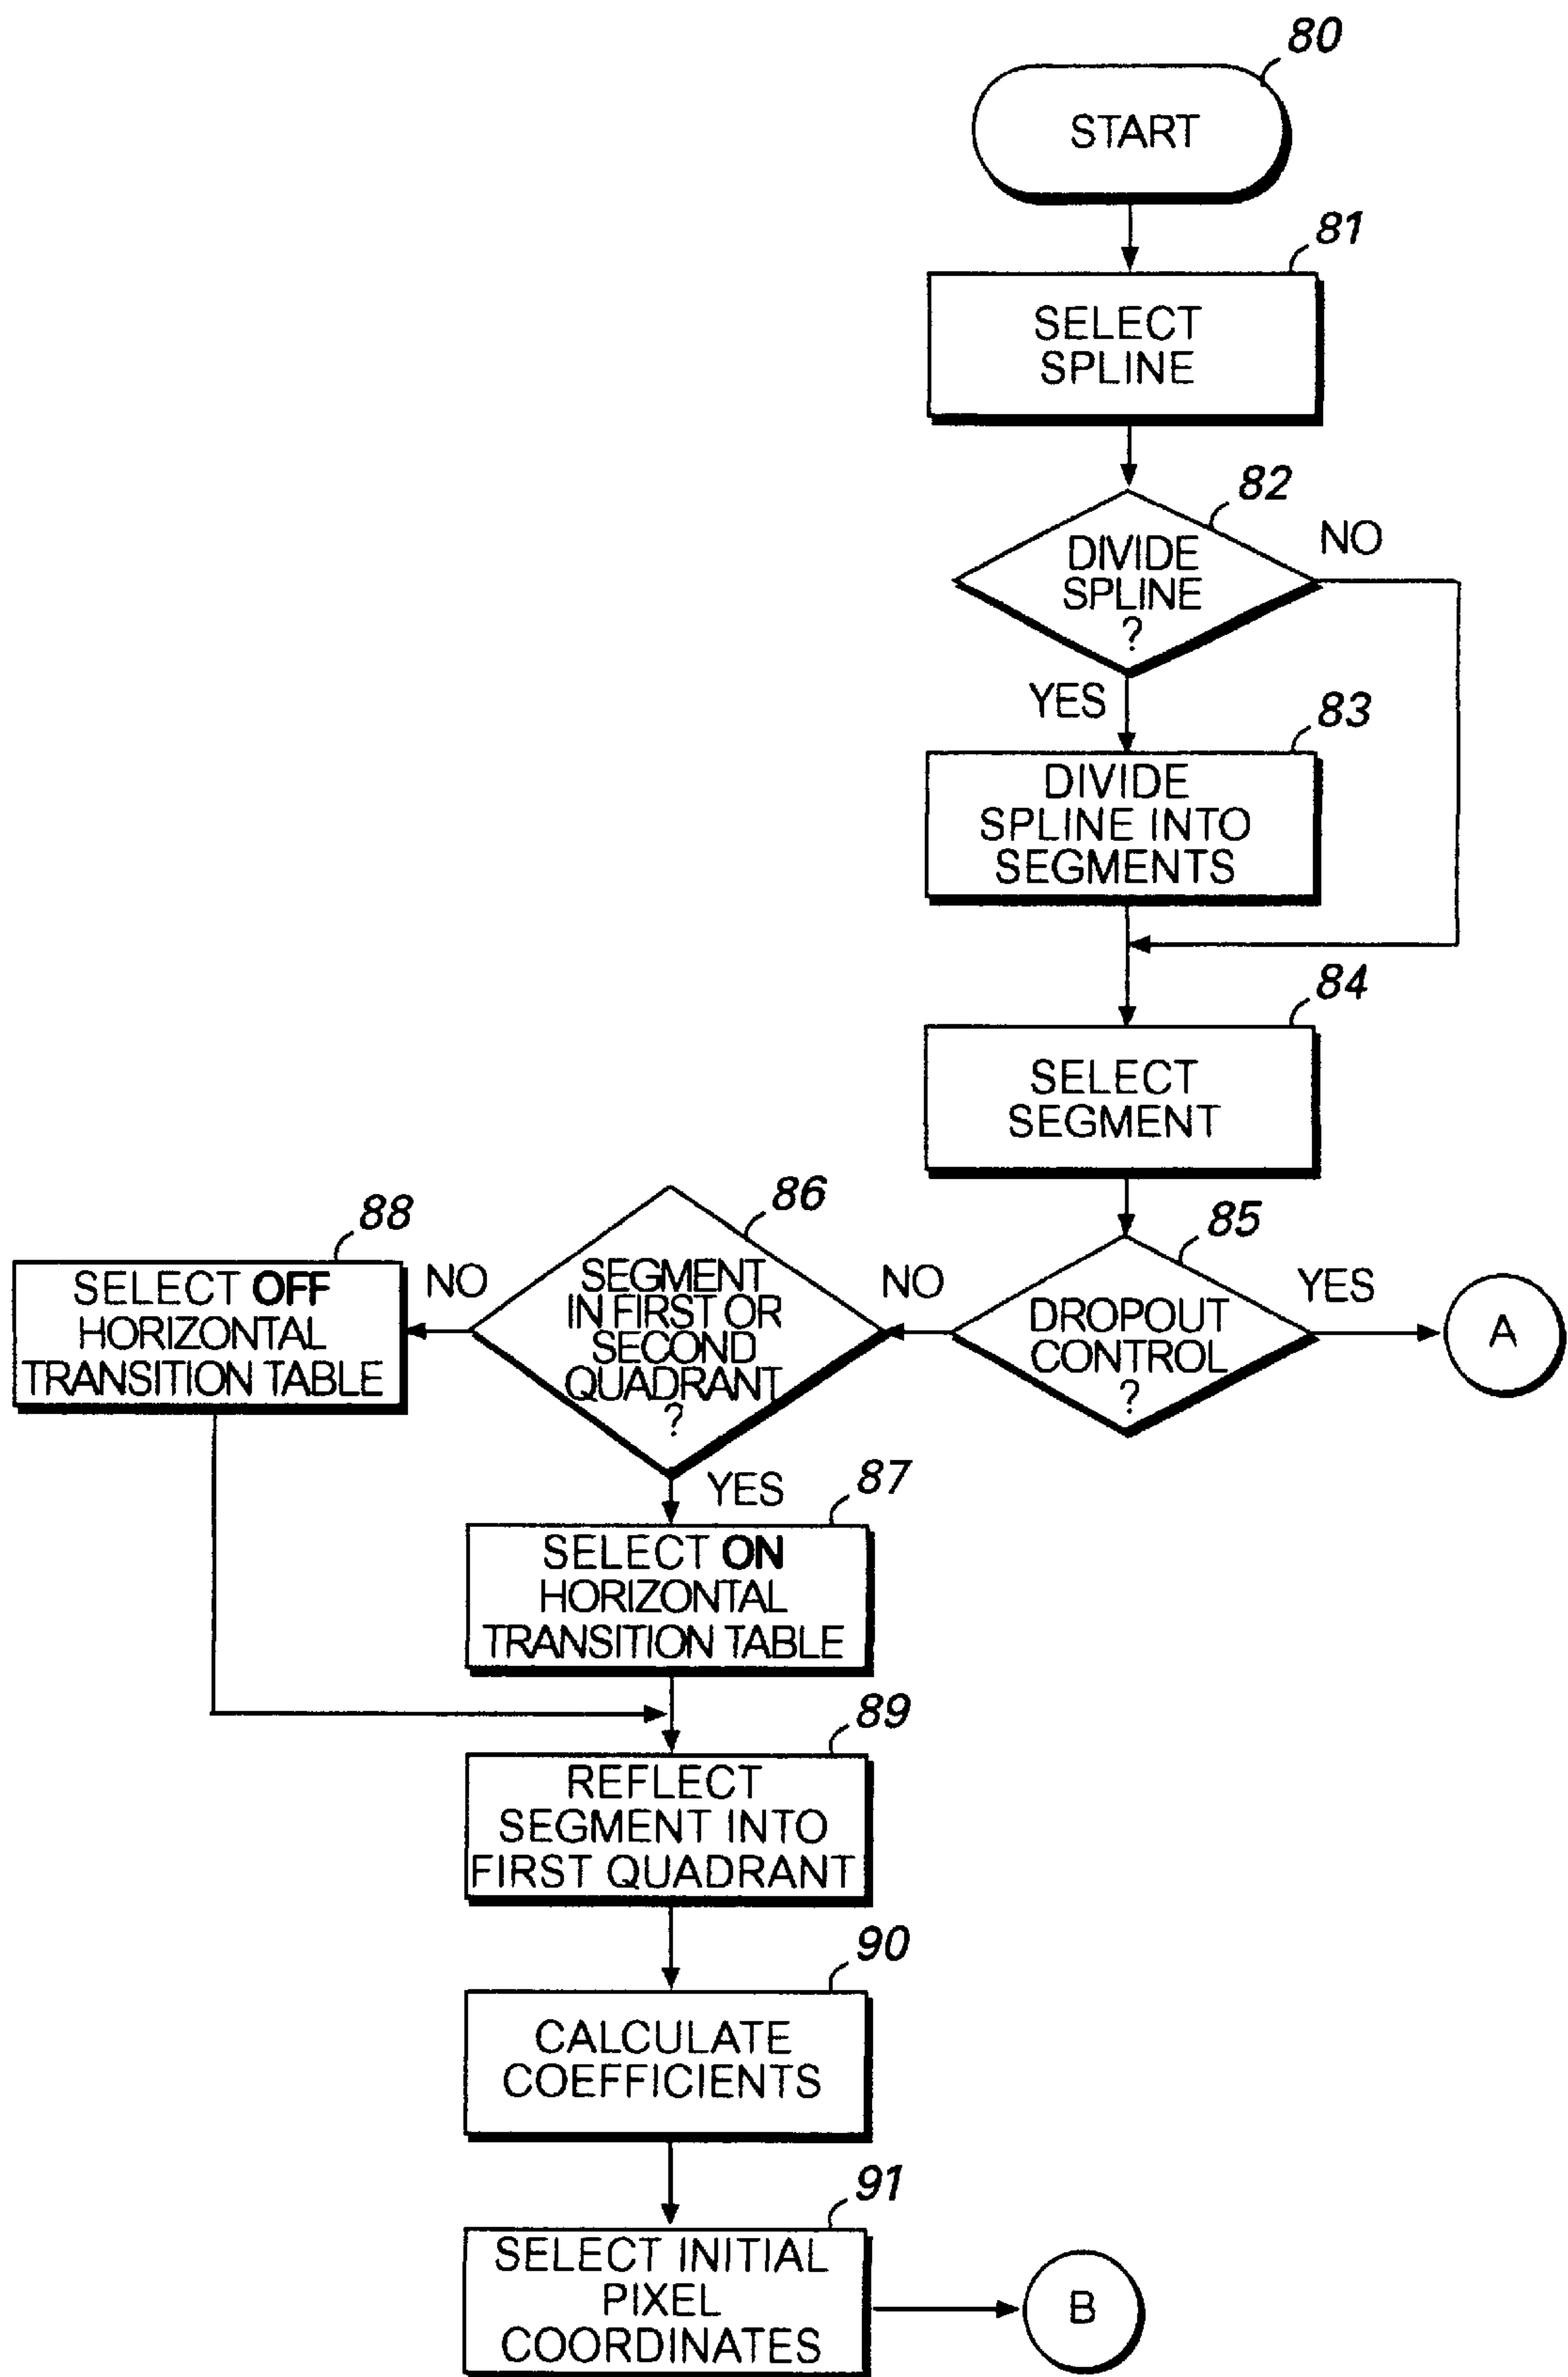 80
START
81
SELECT
SPLINE
82
DIVIDE
SPLINE
?
NO
YES
83
DIVIDE
SPLINE INTO
SEGMENTS
84
SELECT
SEGMENT
85
DROPOUT
CONTROL
?
YES
A
NO
86
SEGMENT
IN FIRST OR
SECOND
QUADRANT
?
NO
88
SELECT OFF
HORIZONTAL
TRANSITION TABLE
YES
87
SELECT ON
HORIZONTAL
TRANSITION TABLE
89
REFLECT
SEGMENT INTO
FIRST QUADRANT
90
CALCULATE
COEFFICIENTS
91
SELECT INITIAL
PIXEL
COORDINATES
B